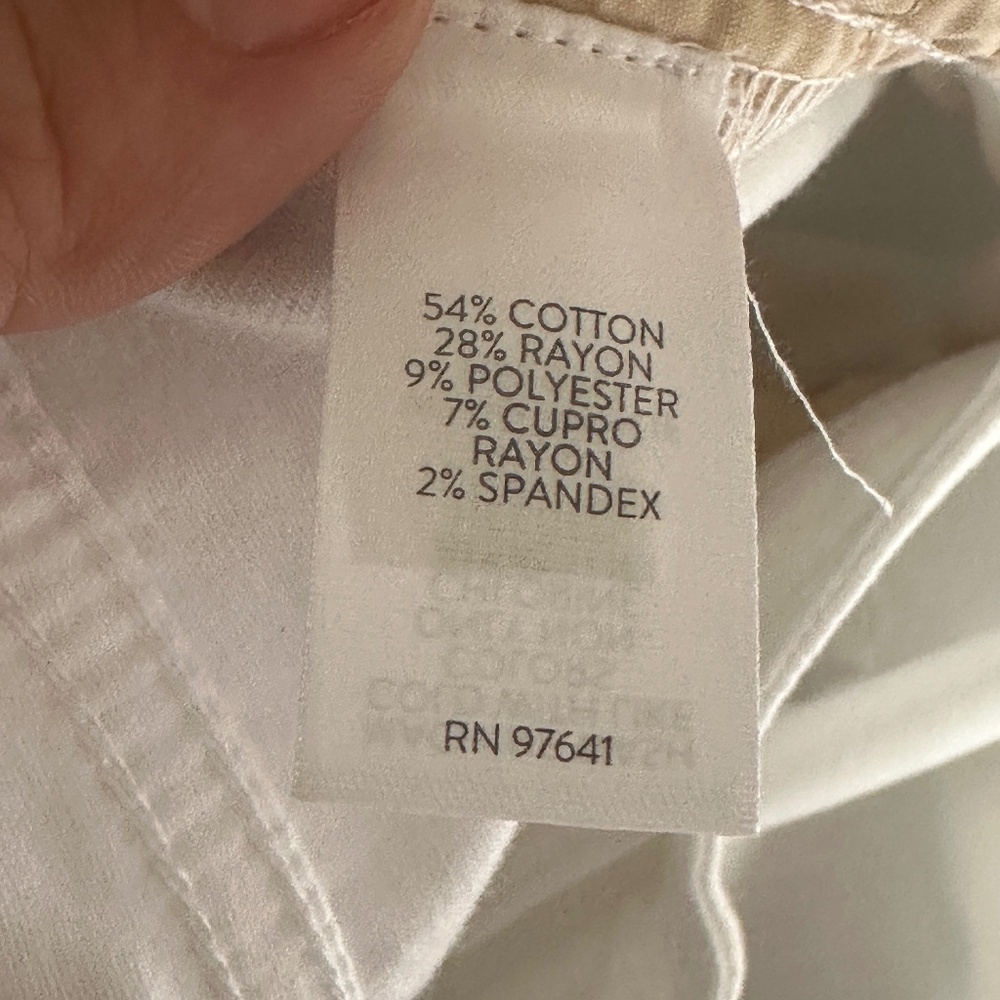 54% COTTON
28% RAYON
9% POLYESTER
7% CUPRO
RAYON
2% SPANDEX
RN 97641